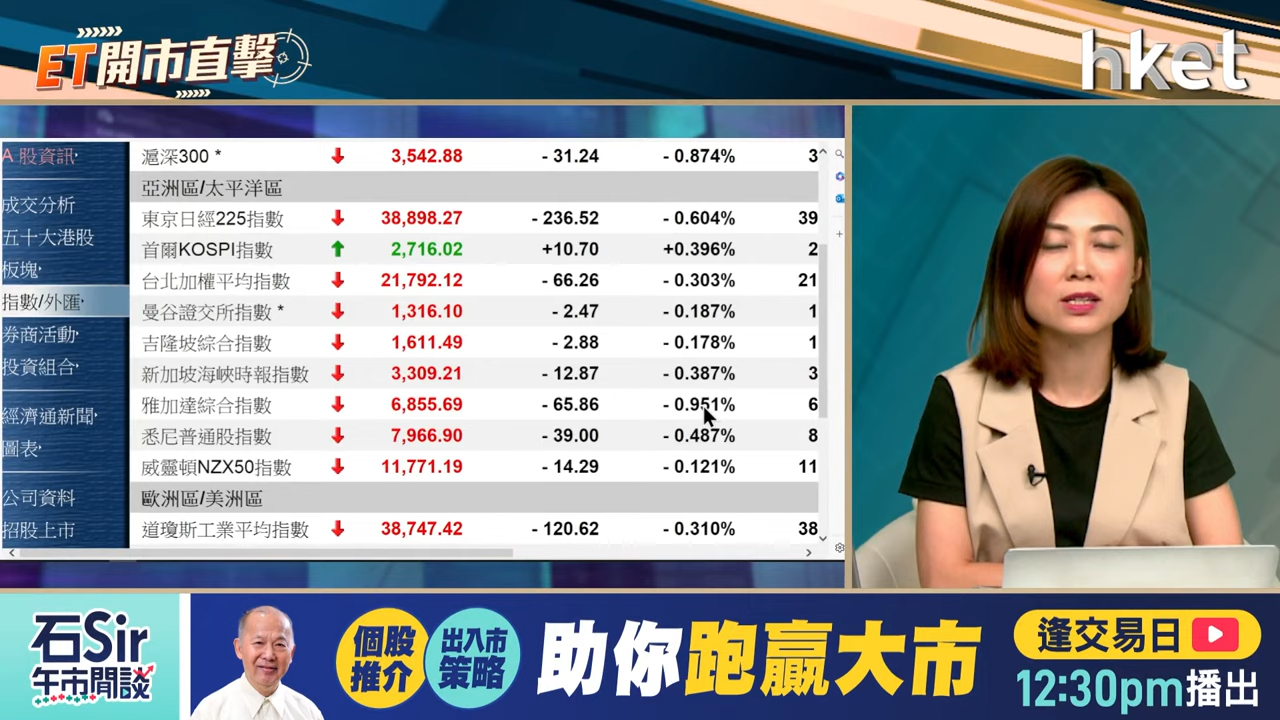 ET開市直擊
hket
A 股資訊
成交分析
五十大港股
板塊
指數/外匯
券商活動
投資組合
經濟通新聞
圖表
公司資料
招股上市
滬深300 * 3,542.88 - 31.24 - 0.874% 3
亞洲區/太平洋區
東京日經225指數 38,898.27 - 236.52 - 0.604% 39
首爾KOSPI指數 2,716.02 +10.70 +0.396% 2
台北加權平均指數 21,792.12 - 66.26 - 0.303% 21
曼谷證交所指數 * 1,316.10 - 2.47 - 0.187% 1
吉隆坡綜合指數 1,611.49 - 2.88 - 0.178% 1
新加坡海峽時報指數 3,309.21 - 12.87 - 0.387% 3
雅加達綜合指數 6,855.69 - 65.86 - 0.951% 6
悉尼普通股指數 7,966.90 - 39.00 - 0.487% 8
威靈頓NZX50指數 11,771.19 - 14.29 - 0.121% 11
歐洲區/美洲區
道瓊斯工業平均指數 38,747.42 - 120.62 - 0.310% 38
石Sir
午市開談
個股
推介
出入市
策略
助你跑贏大市
逢交易日
12:30pm播出